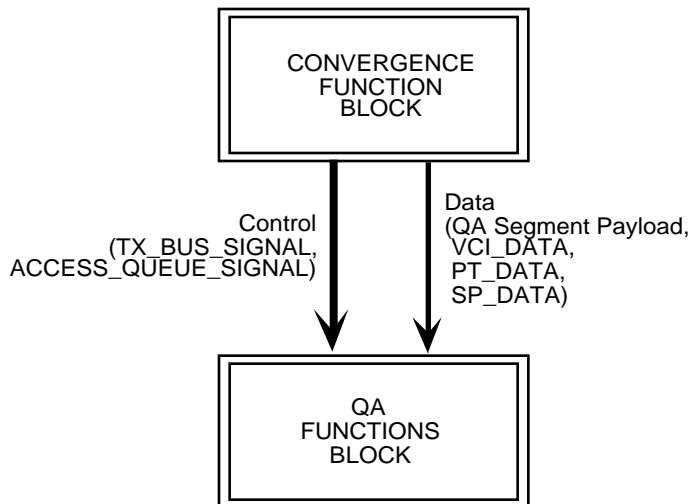 CONVERGENCE
FUNCTION
BLOCK
Control
(TX_BUS_SIGNAL,
ACCESS_QUEUE_SIGNAL)
Data
(QA Segment Payload,
VCI_DATA,
PT_DATA,
SP_DATA)
QA
FUNCTIONS
BLOCK